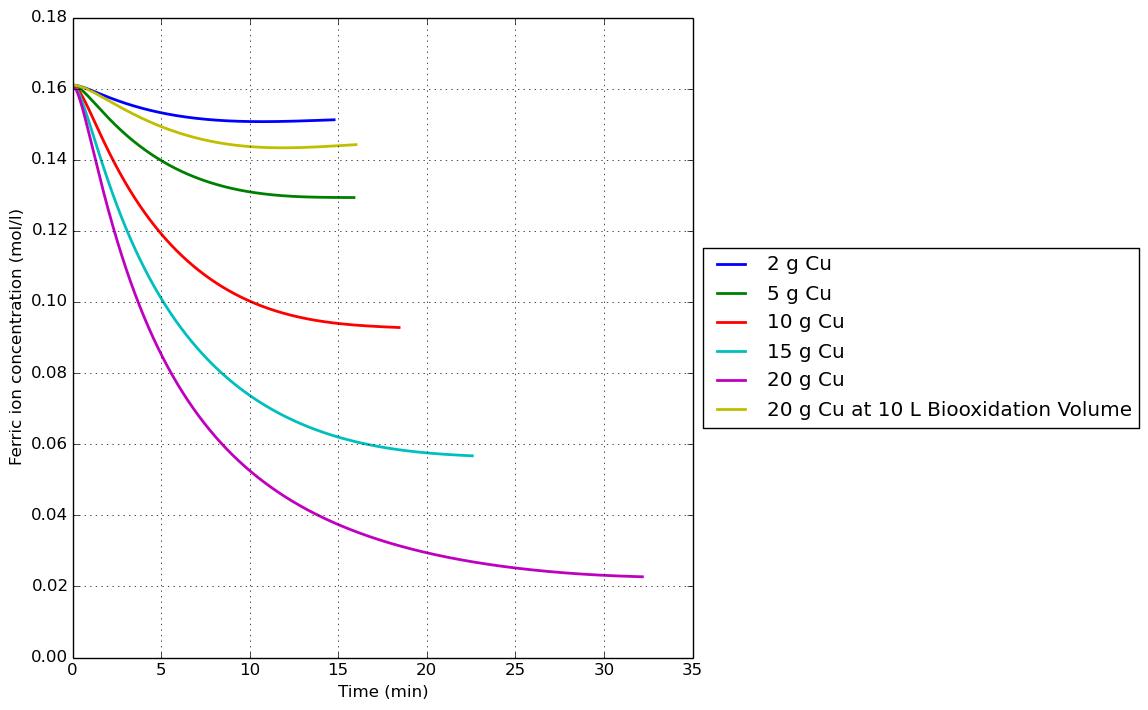 0.18
0.16
0.14
0.12
0.10
0.08
0.06
0.04
0.02
0.00
Ferric ion concentration (mol/l)
0 5 10 15 20 25 30 35
Time (min)
2 g Cu
5 g Cu
10 g Cu
15 g Cu
20 g Cu
20 g Cu at 10 L Biooxidation Volume